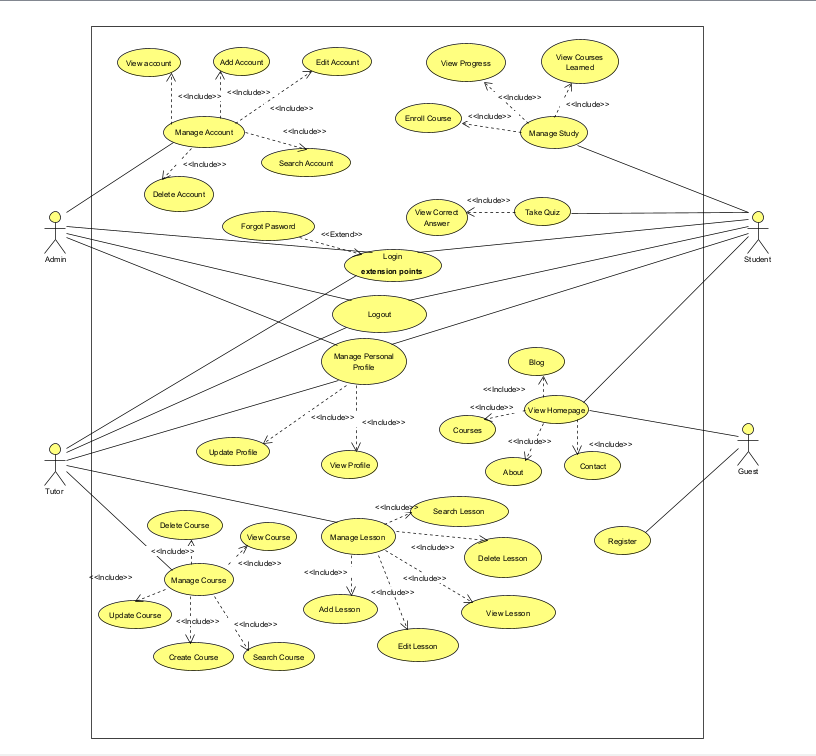 View account
Add Account
Edit Account
View Progress
View Courses
Learned
<<Include>>
<<Include>>
<<Include>>
<<Include>>
<<Include>>
Enroll Course
<<Include>>
Manage Account
<<Include>>
Manage Study
<<Include>>
Search Account
Delete Account
<<Include>>
View Correct
Answer
Take Quiz
Forgot Pasword
<<Extend>>
Admin
Login
extension points
Student
Logout
Manage Personal
Profile
Blog
<<Include>>
<<Include>>
View Homepage
<<Include>>
<<Include>>
Courses
<<Include>>
<<Include>>
Update Profile
View Profile
About
Contact
Guest
Tutor
<<Include>>
Search Lesson
Delete Course
View Course
Manage Lesson
Register
<<Include>>
<<Include>>
<<Include>>
Delete Lesson
<<Include>>
Manage Course
<<Include>>
<<Include>>
<<Include>>
Update Course
Add Lesson
View Lesson
<<Include>>
<<Include>>
Edit Lesson
Create Course
Search Course